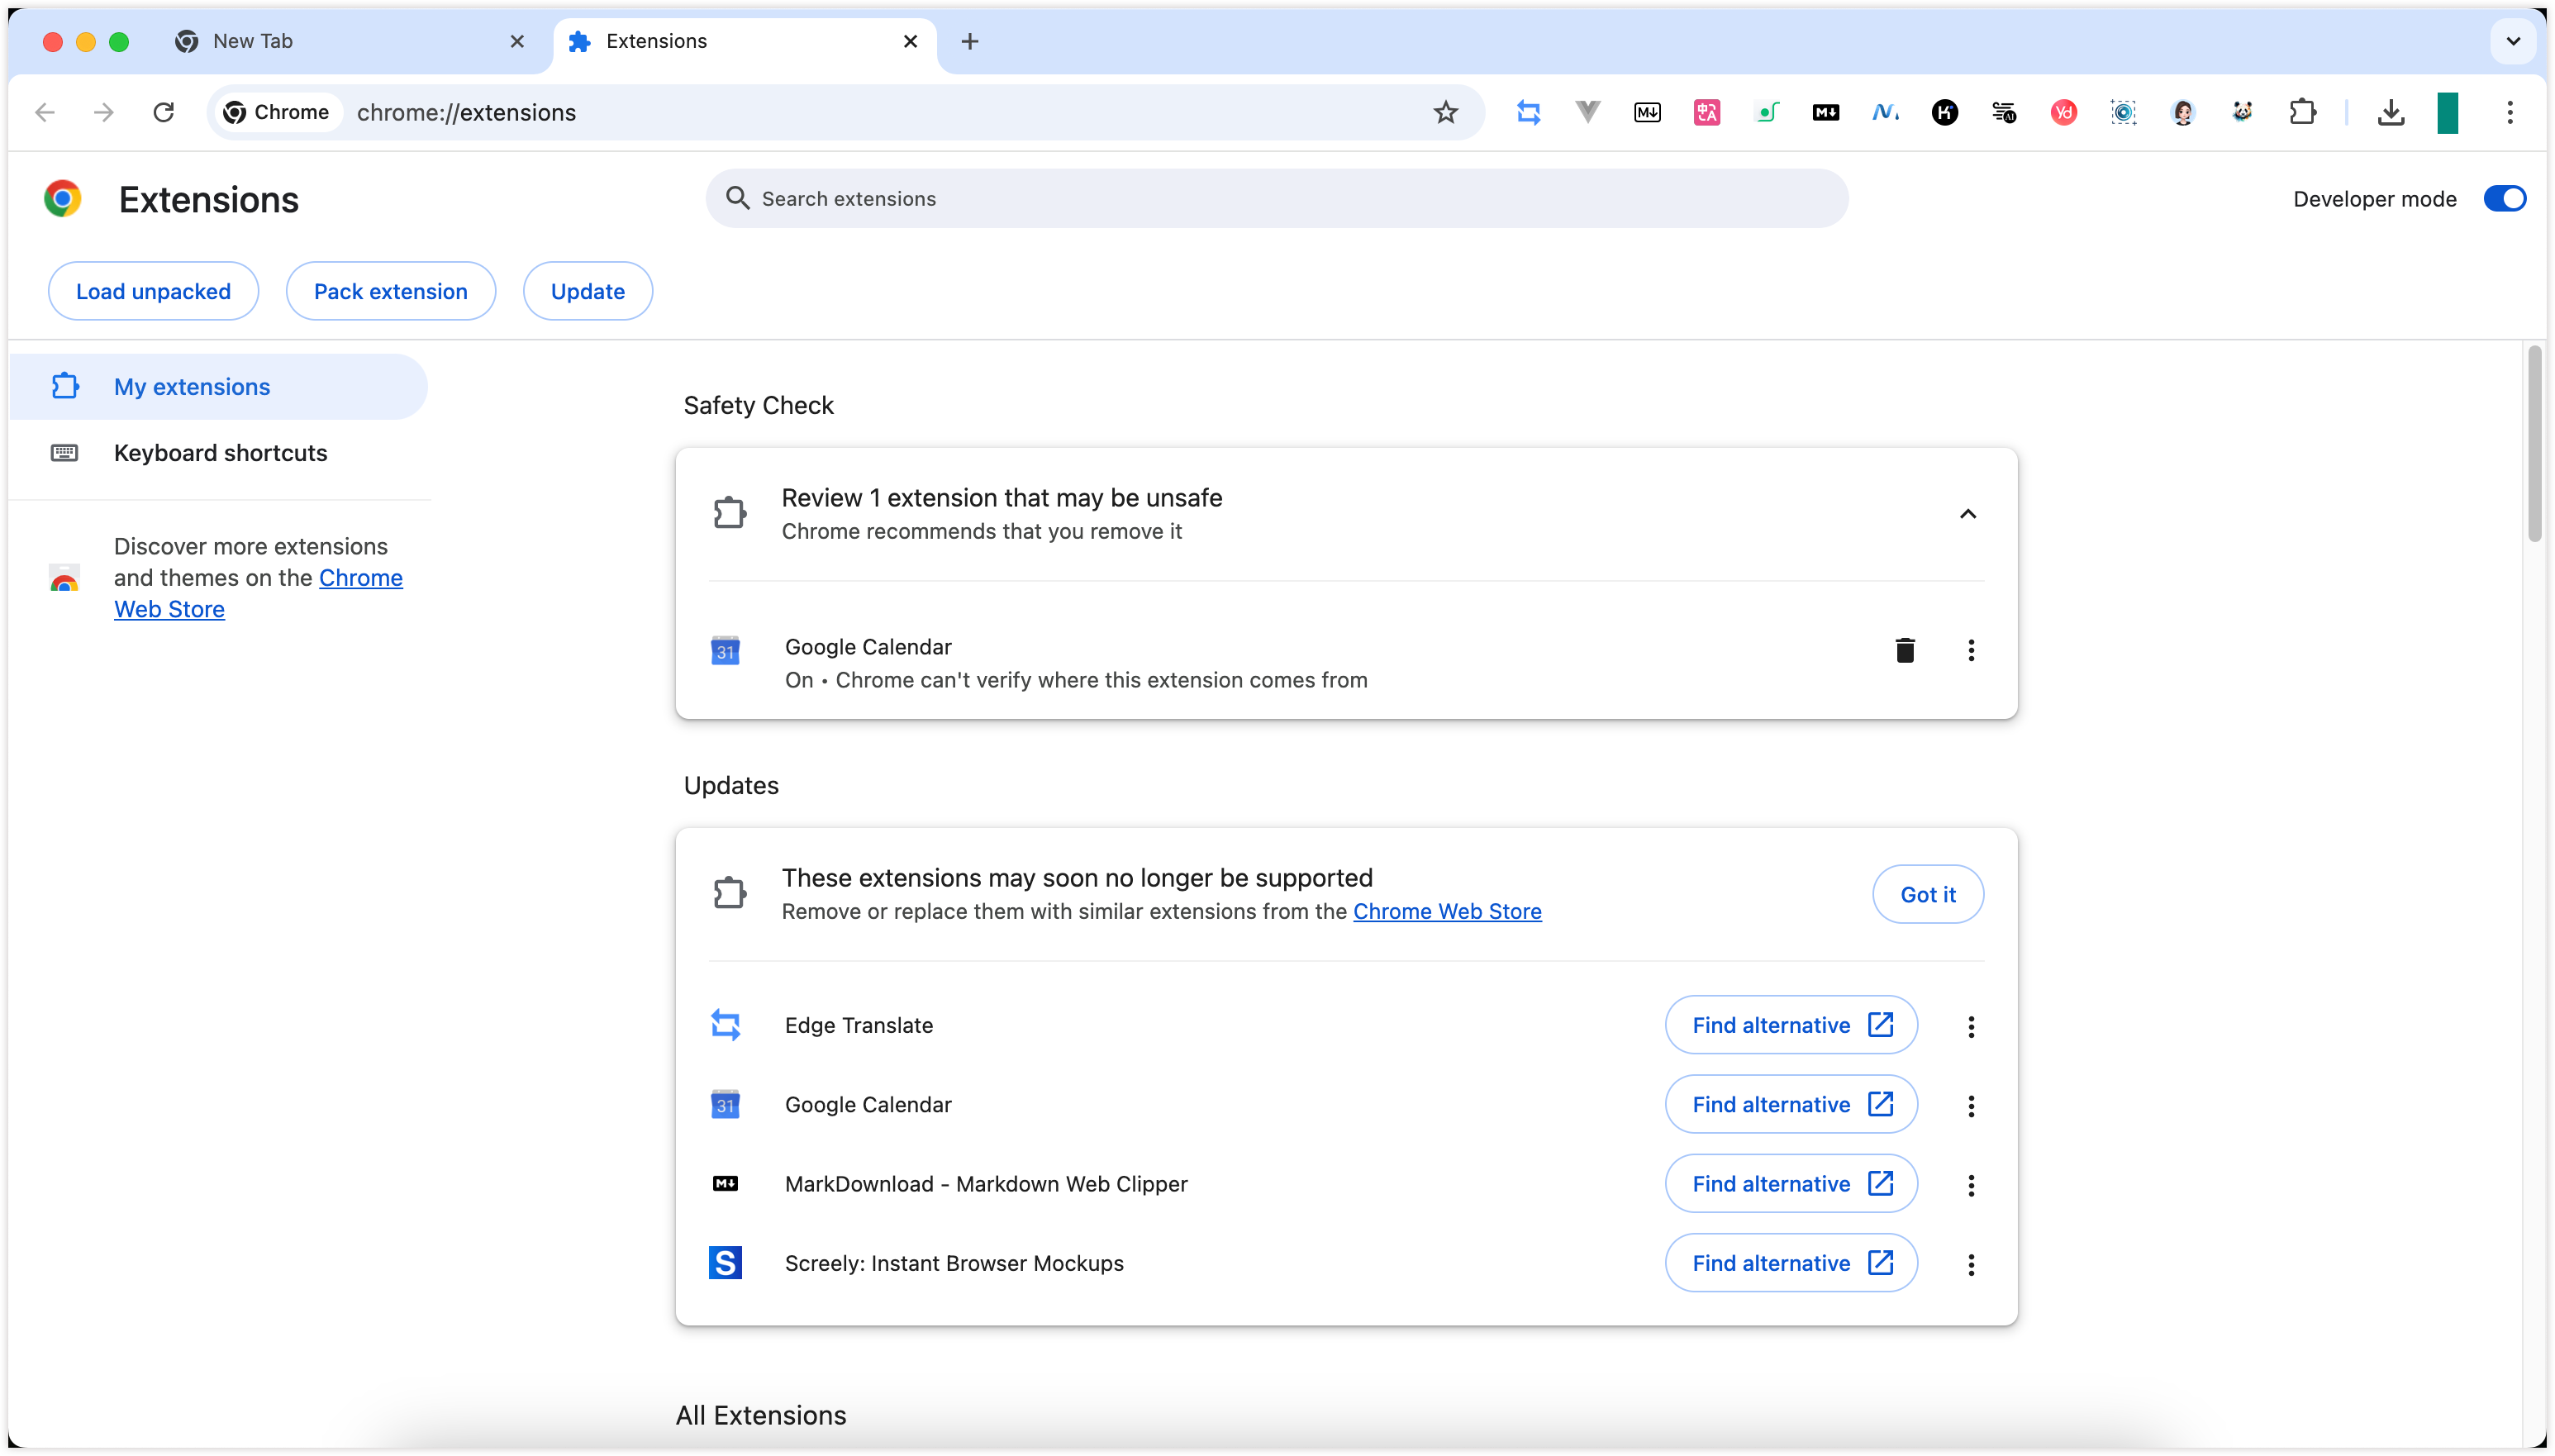 New Tab
Extensions
Chrome
chrome://extensions
Extensions
Search extensions
Developer mode
Load unpacked
Pack extension
Update
My extensions
Keyboard shortcuts
Discover more extensions
and themes on the Chrome
Web Store
Safety Check
Review 1 extension that may be unsafe
Chrome recommends that you remove it
31
Google Calendar
On • Chrome can't verify where this extension comes from
Updates
These extensions may soon no longer be supported
Remove or replace them with similar extensions from the Chrome Web Store
Got it
Edge Translate
Find alternative
31
Google Calendar
Find alternative
M
MarkDownload - Markdown Web Clipper
Find alternative
S
Screely: Instant Browser Mockups
Find alternative
All Extensions